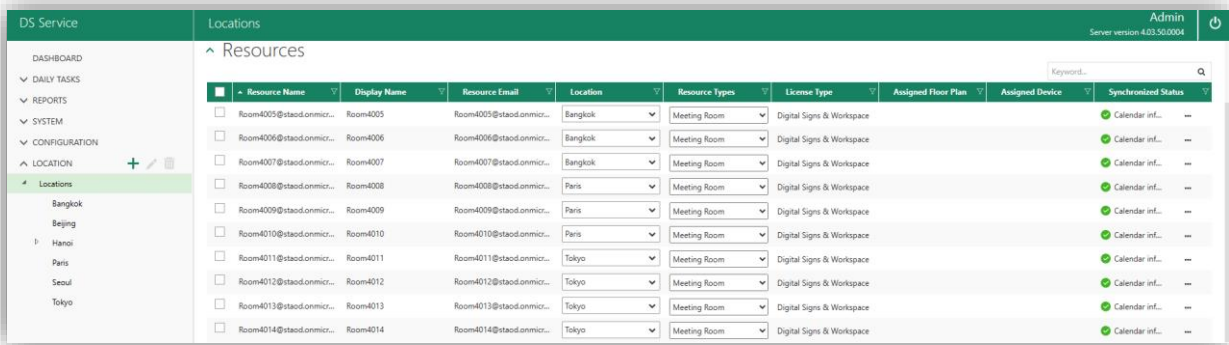 DS Service
Locations
Admin
Server version 4.03.50.0004
DASHBOARD
DAILY TASKS
REPORTS
SYSTEM
CONFIGURATION
LOCATION
Locations
Bangkok
Beijing
Hanoi
Paris
Seoul
Tokyo
Resources
Keyword...
Resource Name Display Name Resource Email Location Resource Types License Type Assigned Floor Plan Assigned Device Synchronized Status
Room4005@staod.onmicr... Room4005 Room4005@staod.onmicr... Bangkok Meeting Room Digital Signs & Workspace Calendar inf... ...
Room4006@staod.onmicr... Room4006 Room4006@staod.onmicr... Bangkok Meeting Room Digital Signs & Workspace Calendar inf... ...
Room4007@staod.onmicr... Room4007 Room4007@staod.onmicr... Bangkok Meeting Room Digital Signs & Workspace Calendar inf... ...
Room4008@staod.onmicr... Room4008 Room4008@staod.onmicr... Paris Meeting Room Digital Signs & Workspace Calendar inf... ...
Room4009@staod.onmicr... Room4009 Room4009@staod.onmicr... Paris Meeting Room Digital Signs & Workspace Calendar inf... ...
Room4010@staod.onmicr... Room4010 Room4010@staod.onmicr... Paris Meeting Room Digital Signs & Workspace Calendar inf... ...
Room4011@staod.onmicr... Room4011 Room4011@staod.onmicr... Tokyo Meeting Room Digital Signs & Workspace Calendar inf... ...
Room4012@staod.onmicr... Room4012 Room4012@staod.onmicr... Tokyo Meeting Room Digital Signs & Workspace Calendar inf... ...
Room4013@staod.onmicr... Room4013 Room4013@staod.onmicr... Tokyo Meeting Room Digital Signs & Workspace Calendar inf... ...
Room4014@staod.onmicr... Room4014 Room4014@staod.onmicr... Tokyo Meeting Room Digital Signs & Workspace Calendar inf... ...